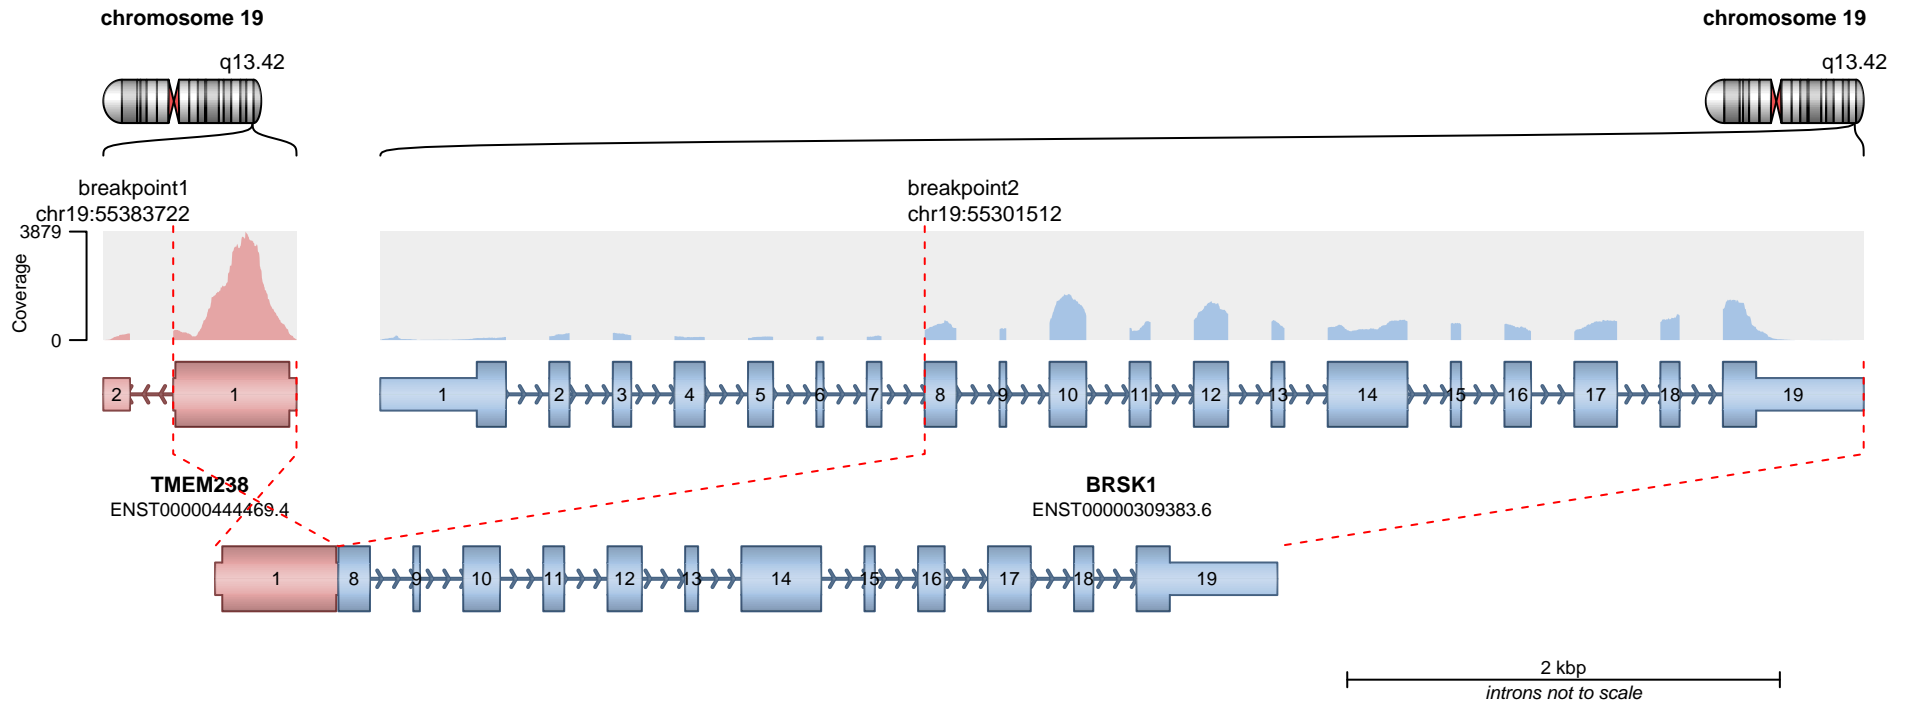 chromosome 19
chromosome 19
q13.42
q13.42
breakpoint1
chr19:55383722
breakpoint2
chr19:55301512
3879
Coverage
0
2 1 1 2 3 4 5 6 7 8 9 10 11 12 13 14 15 16 17 18 19
TMEM238
ENST00000444469.4
BRSK1
ENST00000309383.6
1 8 9 10 11 12 13 14 15 16 17 18 19
2 kbp
introns not to scale